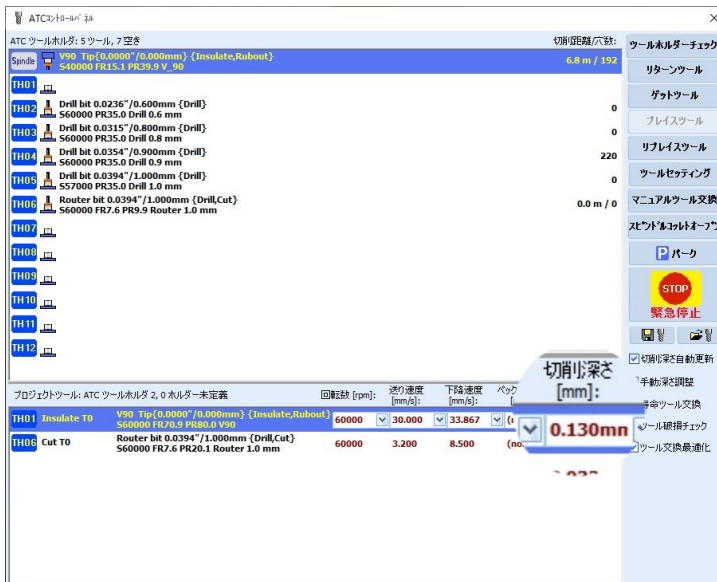 ATCコントロールパネル
ATC ツールホルダ: 5 ツール, 7 空き 切削距離/穴数:
Spindle V90 Tip{0.0000"/0.000mm} {Insulate,Rubout} 6.8 m / 192
S40000 FR15.1 PR39.9 V_90
TH01
TH02 Drill bit 0.0236"/0.600mm {Drill} 0
S60000 PR35.0 Drill 0.6 mm
TH03 Drill bit 0.0315"/0.800mm {Drill} 0
S60000 PR35.0 Drill 0.8 mm
TH04 Drill bit 0.0354"/0.900mm {Drill} 220
S60000 PR35.0 Drill 0.9 mm
TH05 Drill bit 0.0394"/1.000mm {Drill} 0
S57000 PR35.0 Drill 1.0 mm
TH06 Router bit 0.0394"/1.000mm {Drill,Cut} 0.0 m / 0
S60000 FR7.6 PR9.9 Router 1.0 mm
TH07
TH08
TH09
TH10
TH11
TH12
ツールホルダーチェック
リターンツール
ゲットツール
プレイスツール
リプレイスツール
ツールセッティング
マニュアルツール交換
スピンドルコレットオープン
P パーク
STOP
緊急停止
切削深さ自動更新
手動深さ調整
寿命ツール交換
ツール破損チェック
ツール交換最適化
プロジェクトツール: ATC ツールホルダ 2, 0 ホルダー未定義
回転数 [rpm]:
送り速度
[mm/s]:
下降速度
[mm/s]:
ペック
切削深さ
[mm]:
TH01 Insulate T0 V90 Tip{0.0000"/0.000mm} {Insulate,Rubout} 60000 30.000 33.867 0.130mm
S60000 FR70.9 PR80.0 V90
TH06 Cut T0 Router bit 0.0394"/1.000mm {Drill,Cut} 60000 3.200 8.500 (no
S60000 FR7.6 PR20.1 Router 1.0 mm